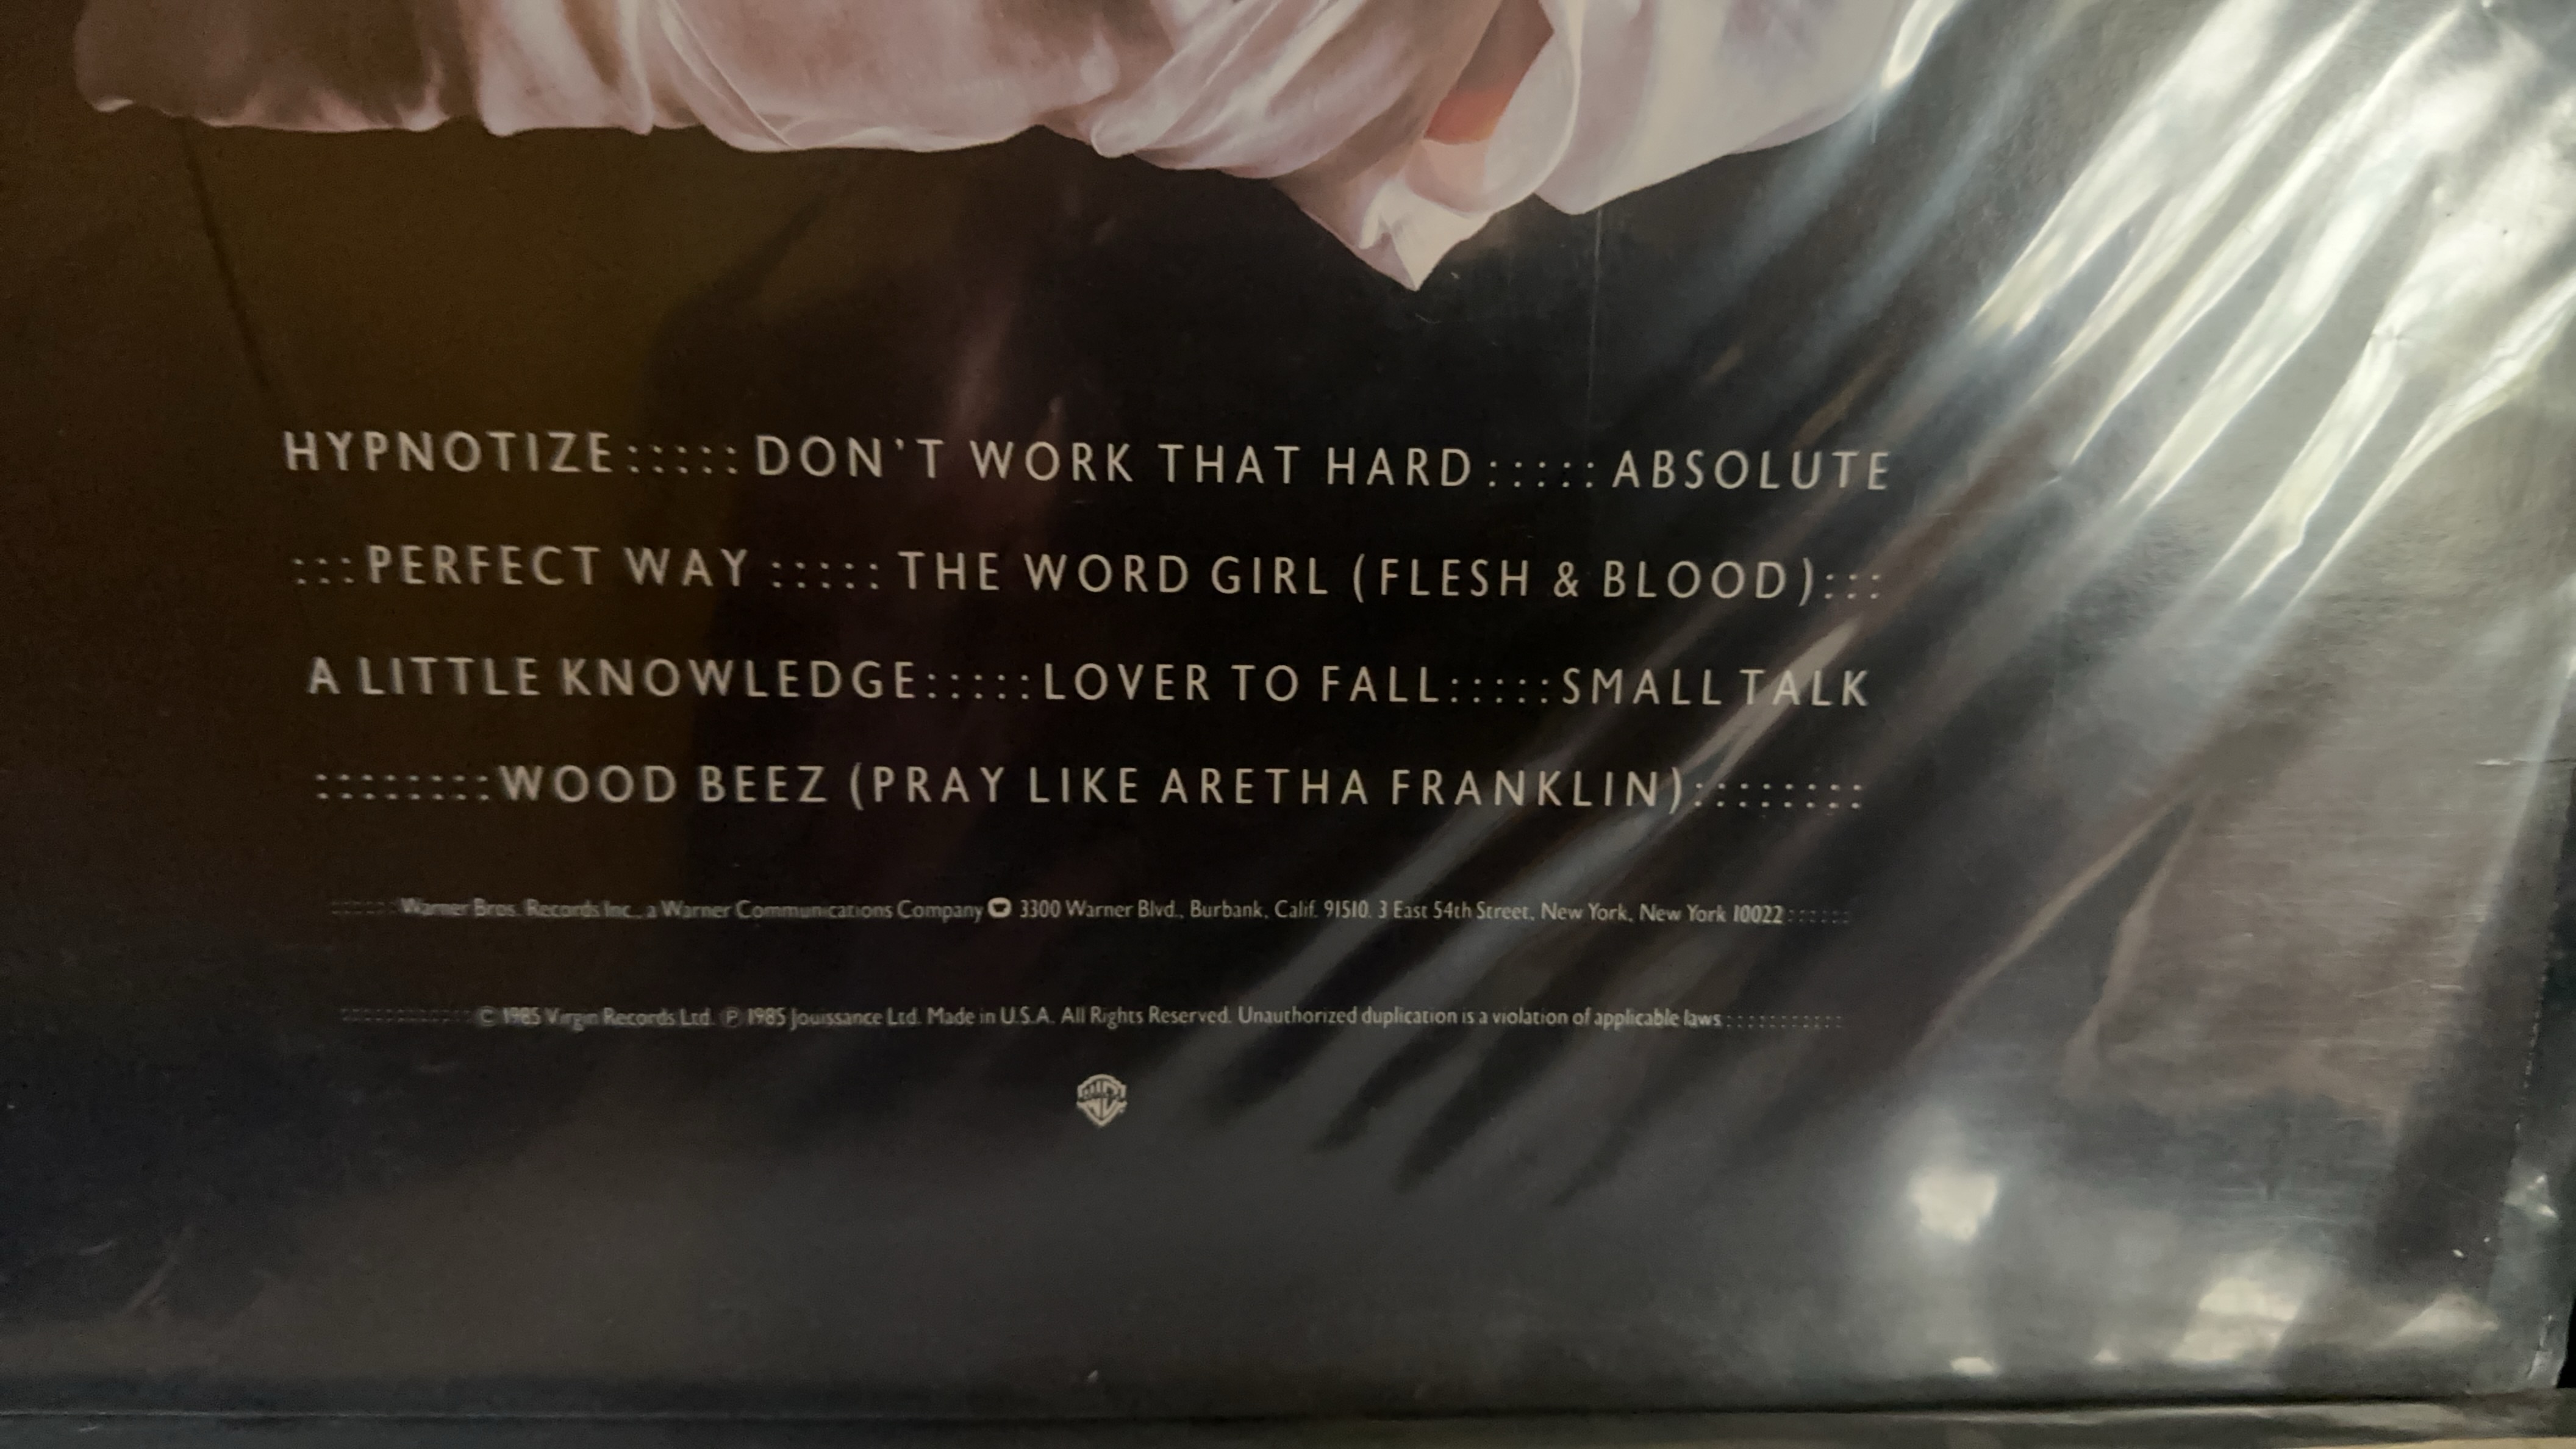 HYPNOTIZE:::::DON'T WORK THAT HARD:::::ABSOLUTE
:::PERFECT WAY:::::THE WORD GIRL (FLESH & BLOOD):::
A LITTLE KNOWLEDGE:::::LOVER TO FALL:::::SMALL TALK
::::::::WOOD BEEZ (PRAY LIKE ARETHA FRANKLIN)::::::::
::::::Warner Bros. Records Inc., a Warner Communications Company 3300 Warner Blvd., Burbank, Calif. 91510. 3 East 54th Street, New York, New York 10022::::::
::::::::::::© 1985 Virgin Records Ltd. ℗ 1985 Jouissance Ltd. Made in U.S.A. All Rights Reserved. Unauthorized duplication is a violation of applicable laws.:::::::::::